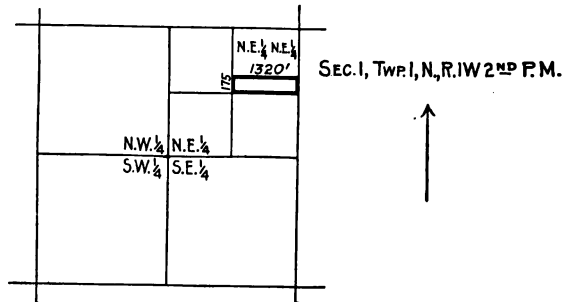 N.E.¼ N.E.¼
1320'
175
SEC. 1, TWP. 1, N., R. 1W 2ND P.M.
N.W.¼ N.E.¼
S.W.¼ S.E.¼